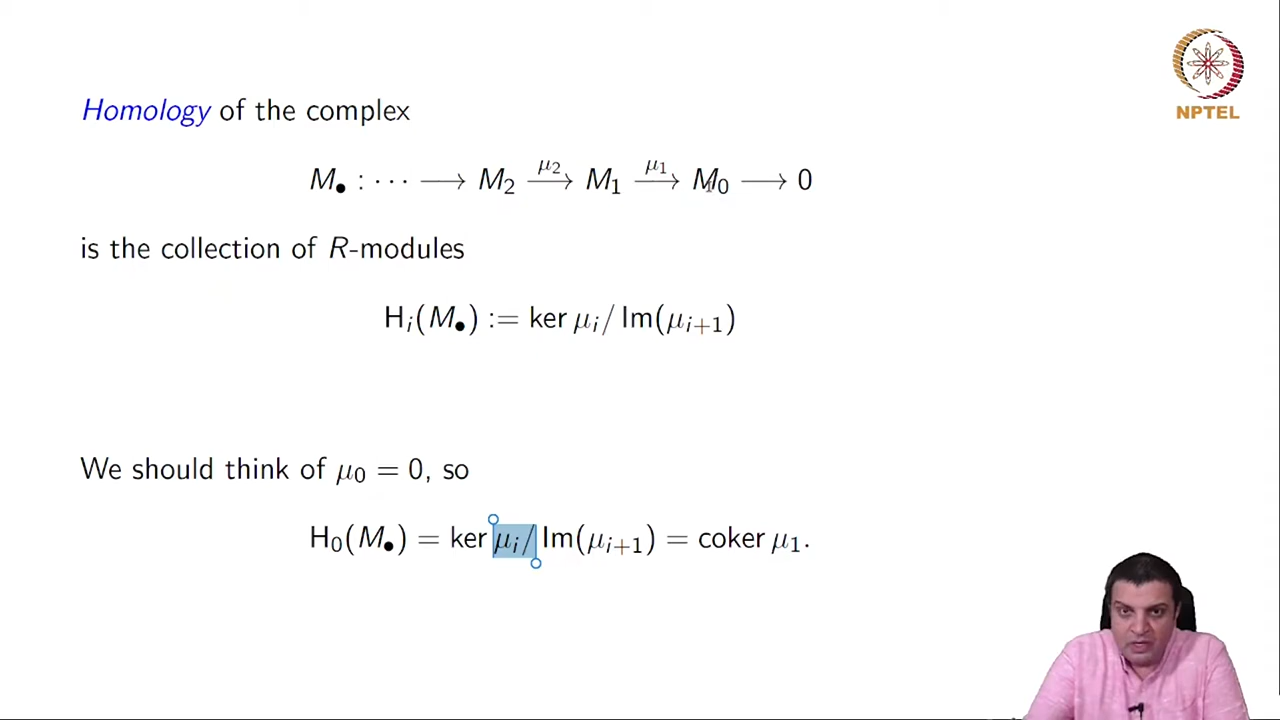 NPTEL
Homology of the complex
M• : ··· ⟶ M₂ ⟶^{μ₂} M₁ ⟶^{μ₁} M₀ ⟶ 0
is the collection of R-modules
Hᵢ(M•) := ker μᵢ/ Im(μᵢ₊₁)
We should think of μ₀ = 0, so
H₀(M•) = ker μᵢ/ Im(μᵢ₊₁) = coker μ₁.